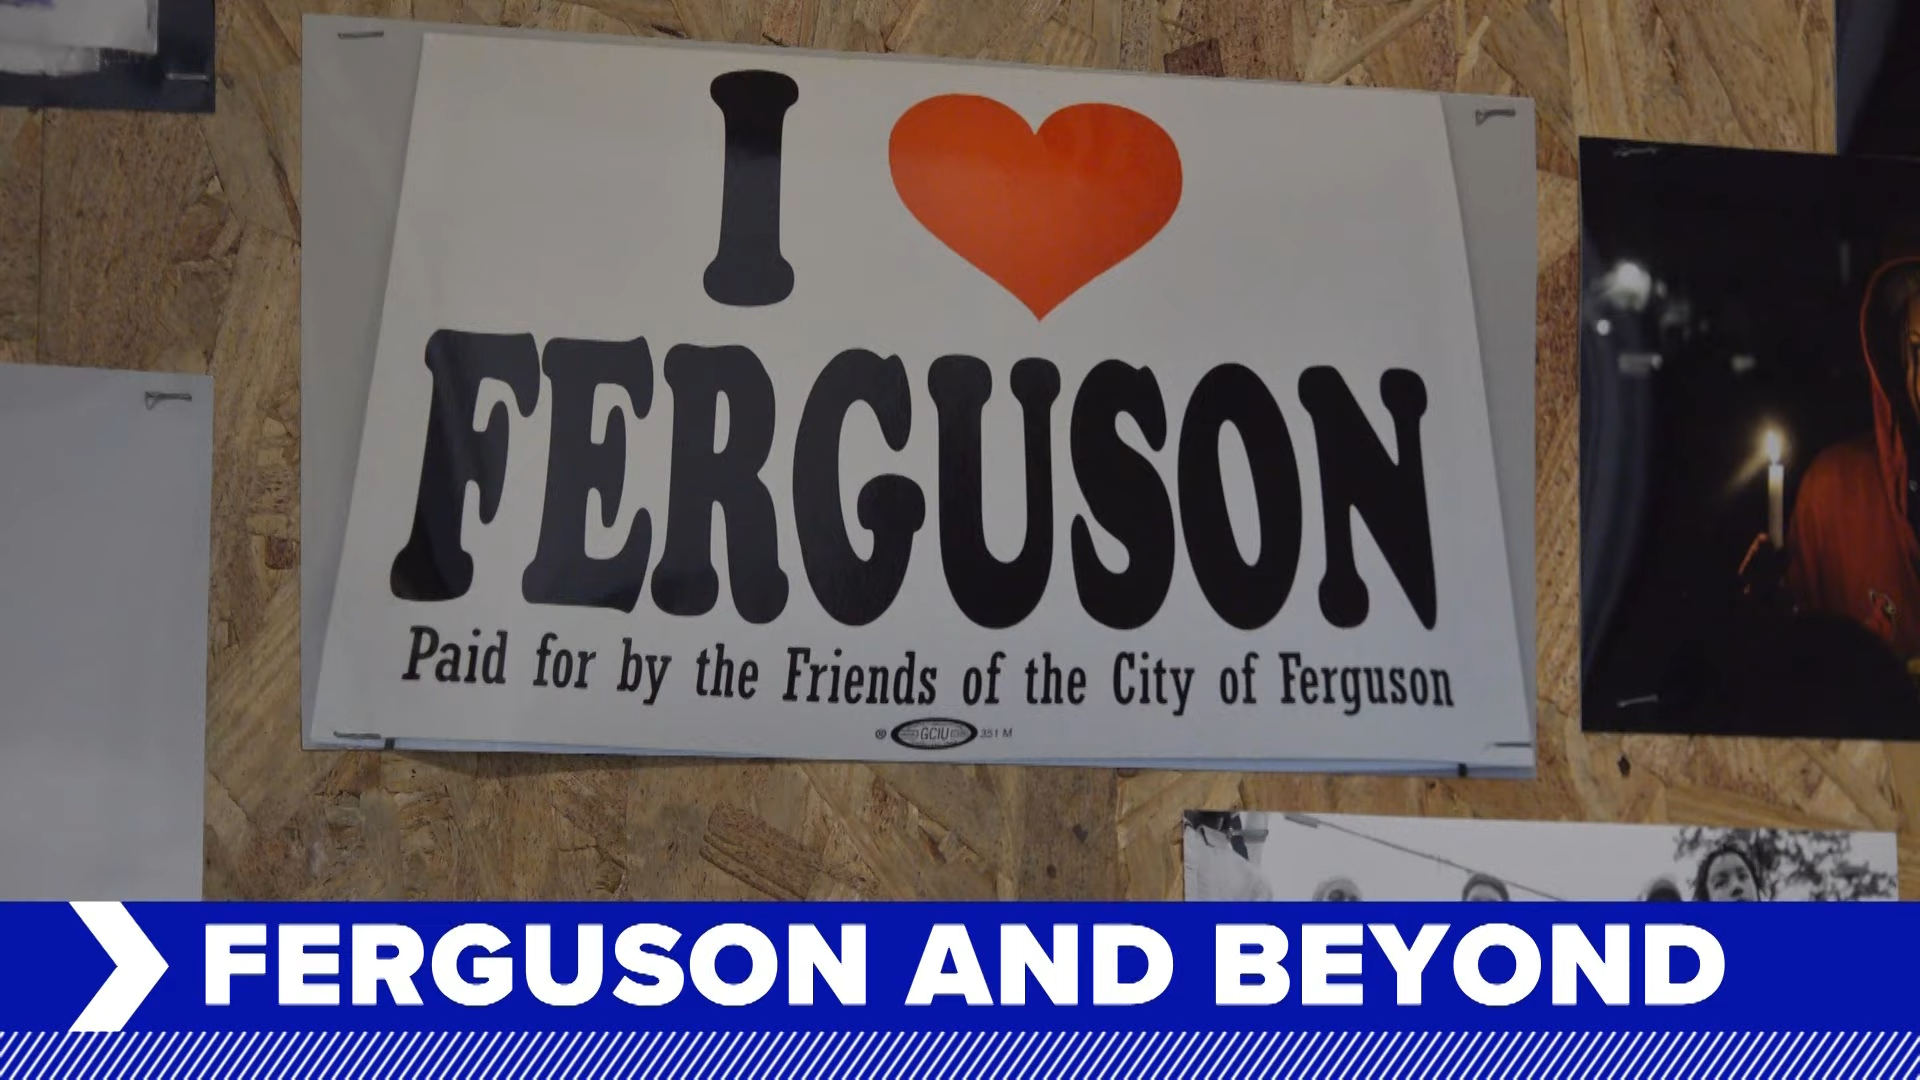 I
FERGUSON
Paid for by the Friends of the City of Ferguson
® GCIU 351 M
FERGUSON AND BEYOND